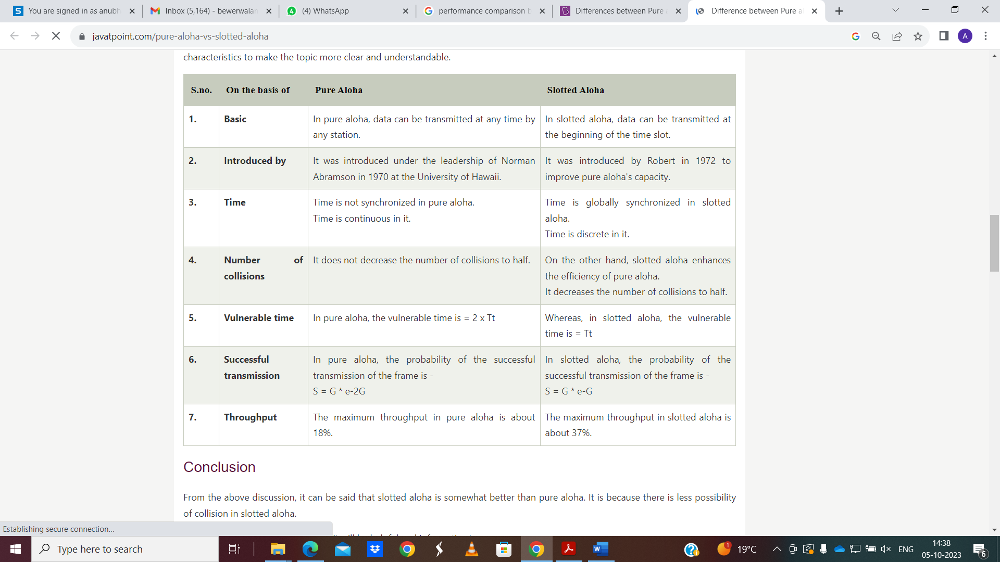 You are signed in as anubh
Inbox (5,164) - bewerwalan
(4) WhatsApp
performance comparison b
Differences between Pure a
Difference between Pure a
javatpoint.com/pure-aloha-vs-slotted-aloha
A
characteristics to make the topic more clear and understandable.
S.no. On the basis of Pure Aloha Slotted Aloha
1. Basic In pure aloha, data can be transmitted at any time by In slotted aloha, data can be transmitted at
any station. the beginning of the time slot.
2. Introduced by It was introduced under the leadership of Norman It was introduced by Robert in 1972 to
Abramson in 1970 at the University of Hawaii. improve pure aloha's capacity.
3. Time Time is not synchronized in pure aloha. Time is globally synchronized in slotted
Time is continuous in it. aloha.
Time is discrete in it.
4. Number of It does not decrease the number of collisions to half. On the other hand, slotted aloha enhances
collisions the efficiency of pure aloha.
It decreases the number of collisions to half.
5. Vulnerable time In pure aloha, the vulnerable time is = 2 x Tt Whereas, in slotted aloha, the vulnerable
time is = Tt
6. Successful In pure aloha, the probability of the successful In slotted aloha, the probability of the
transmission transmission of the frame is - successful transmission of the frame is -
S = G * e-2G S = G * e-G
7. Throughput The maximum throughput in pure aloha is about The maximum throughput in slotted aloha is
18%. about 37%.
Conclusion
From the above discussion, it can be said that slotted aloha is somewhat better than pure aloha. It is because there is less possibility
of collision in slotted aloha.
Establishing secure connection...
Type here to search
19°C
ENG
14:38
05-10-2023
6